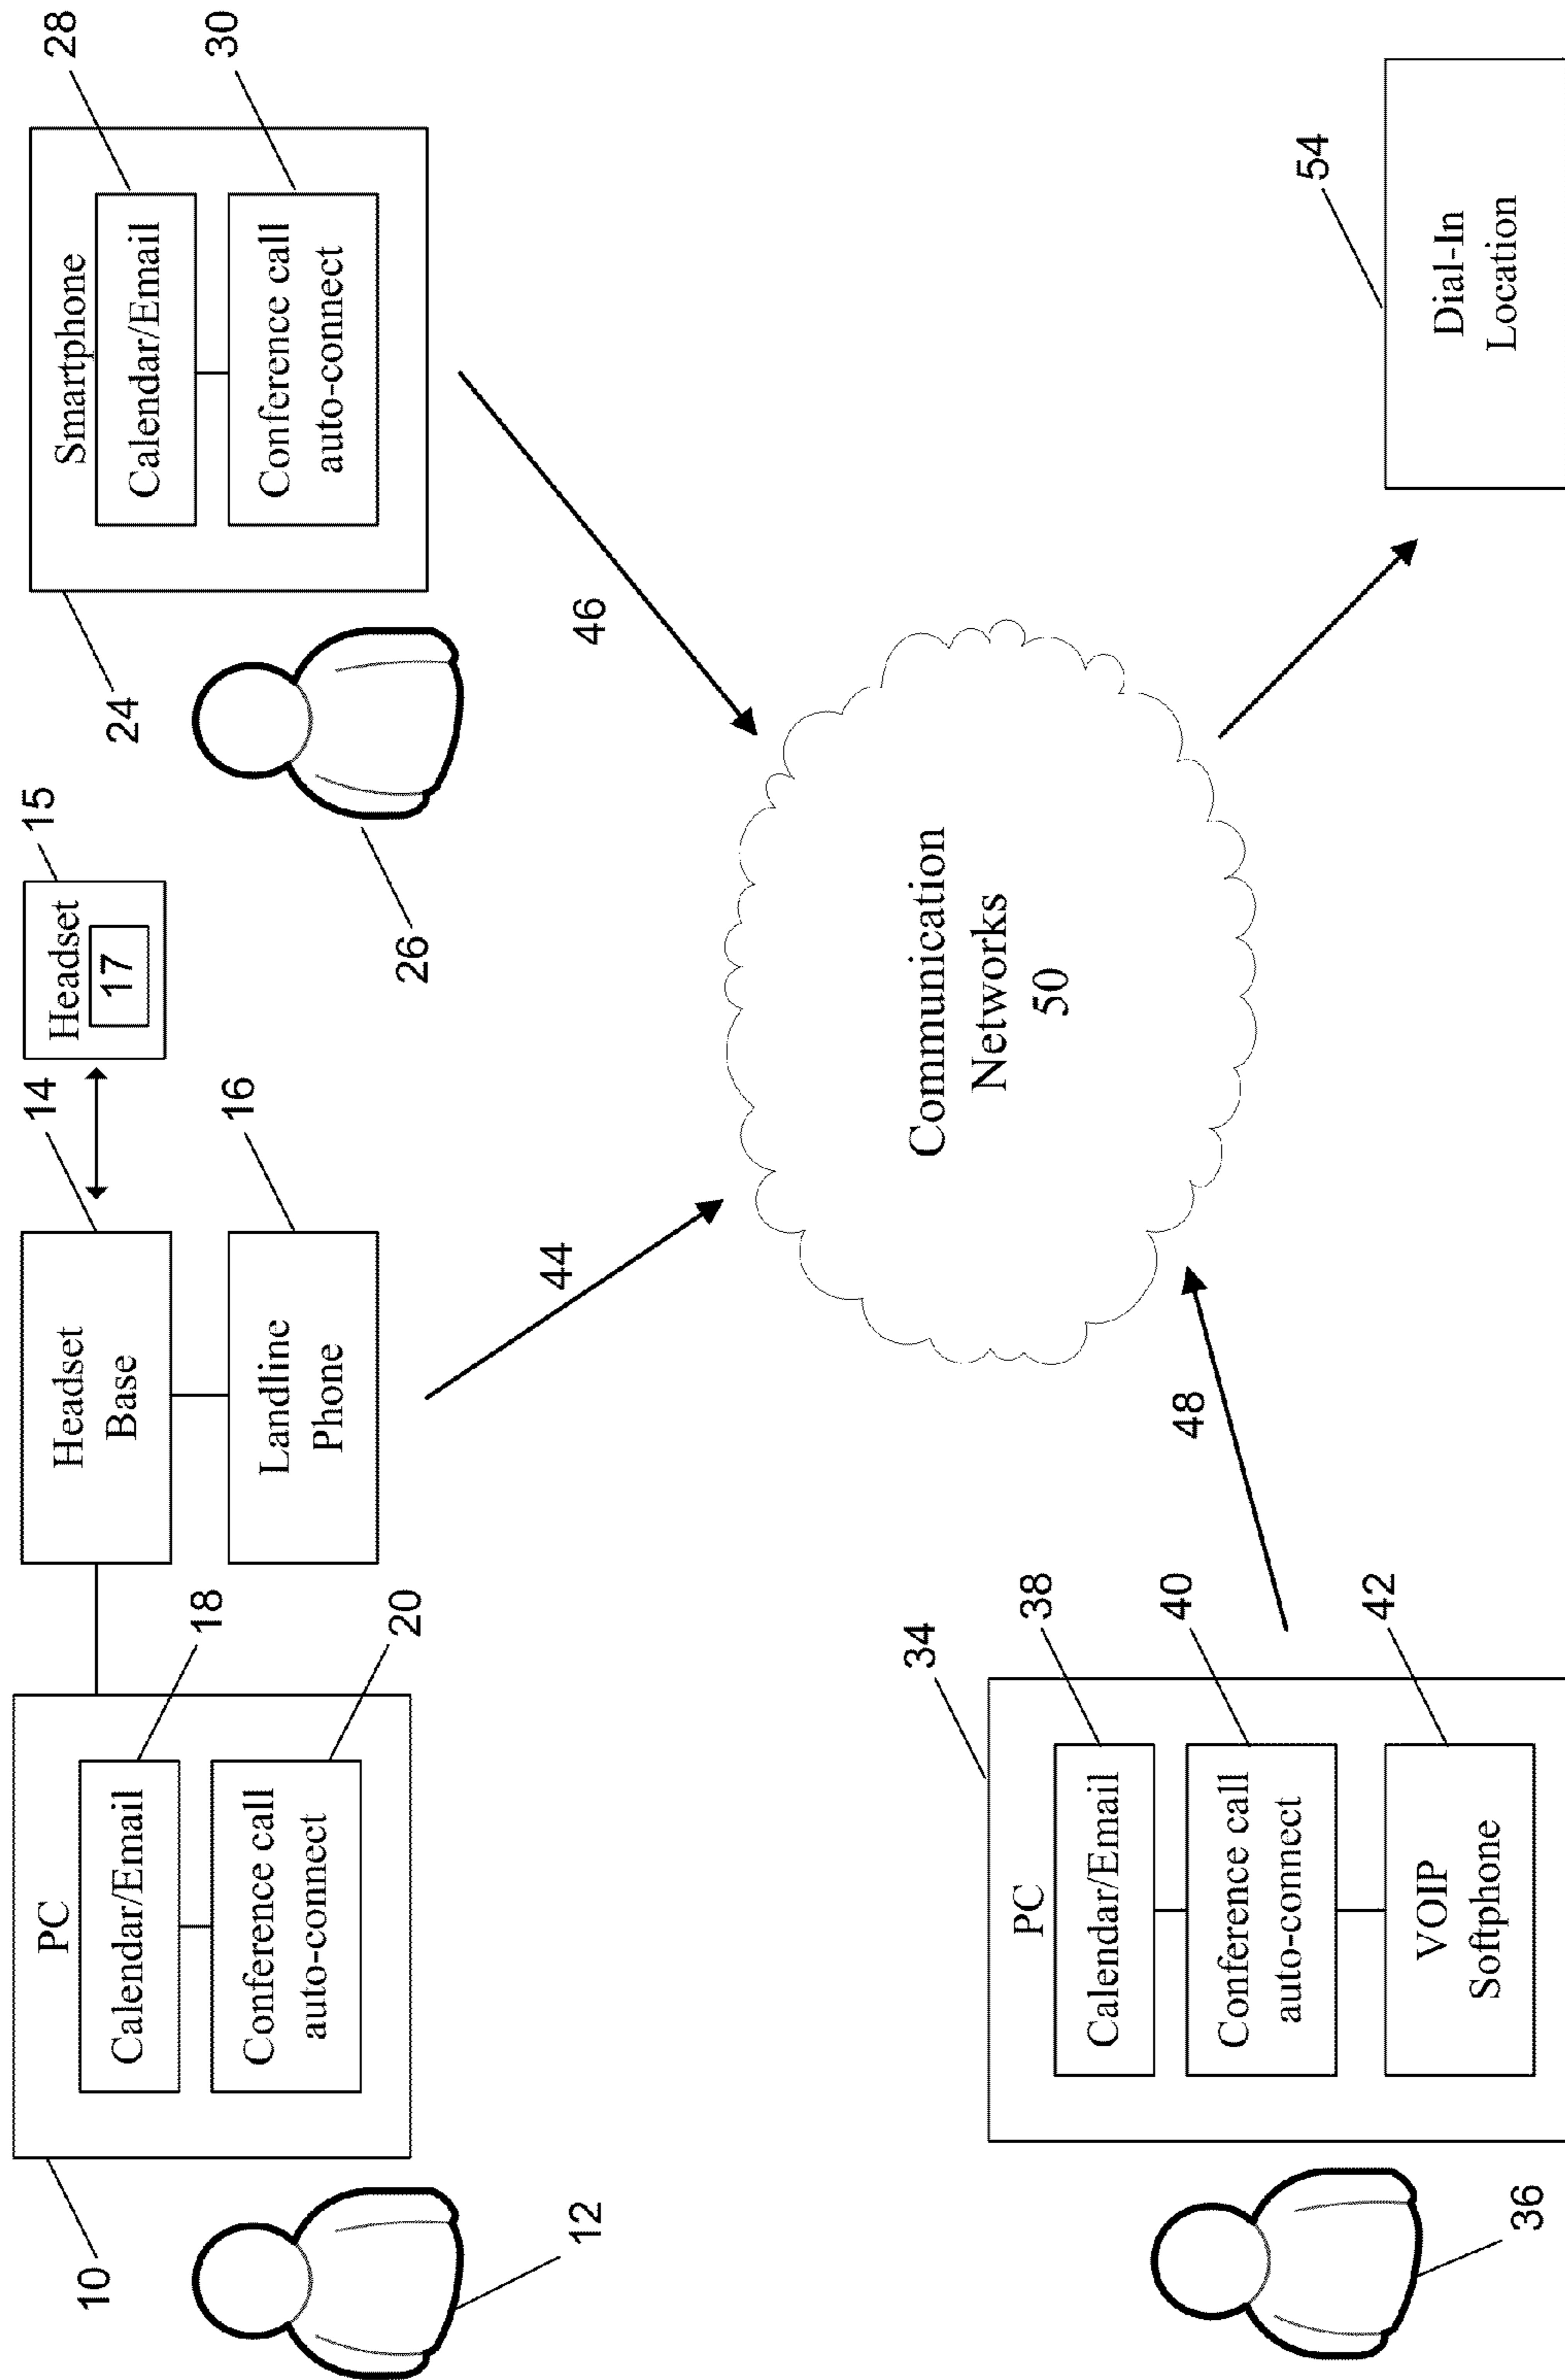 PC
Calendar/Email
Conference call
auto-connect
10
12
18
20
Headset
Base
14
Landline
Phone
16
Headset
17
15
Smartphone
Calendar/Email
Conference call
auto-connect
24
26
28
30
44
46
Communication
Networks
50
PC
Calendar/Email
Conference call
auto-connect
VOIP
Softphone
34
36
38
40
42
48
Dial-In
Location
54